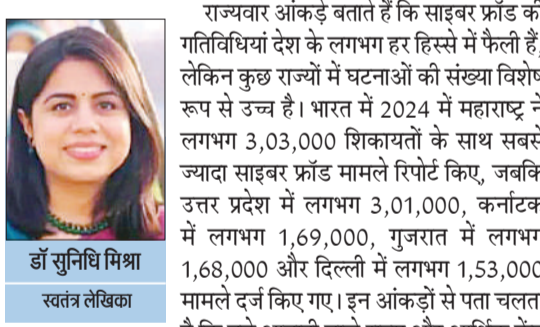 डॉ सुनिधि मिश्रा
स्वतंत्र लेखिका
राज्यवार आंकड़े बताते हैं कि साइबर फ्रॉड की
गतिविधियां देश के लगभग हर हिस्से में फैली हैं,
लेकिन कुछ राज्यों में घटनाओं की संख्या विशेष
रूप से उच्च है। भारत में 2024 में महाराष्ट्र ने
लगभग 3,03,000 शिकायतों के साथ सबसे
ज्यादा साइबर फ्रॉड मामले रिपोर्ट किए, जबकि
उत्तर प्रदेश में लगभग 3,01,000, कर्नाटक
में लगभग 1,69,000, गुजरात में लगभग
1,68,000 और दिल्ली में लगभग 1,53,000
मामले दर्ज किए गए। इन आंकड़ों से पता चलता